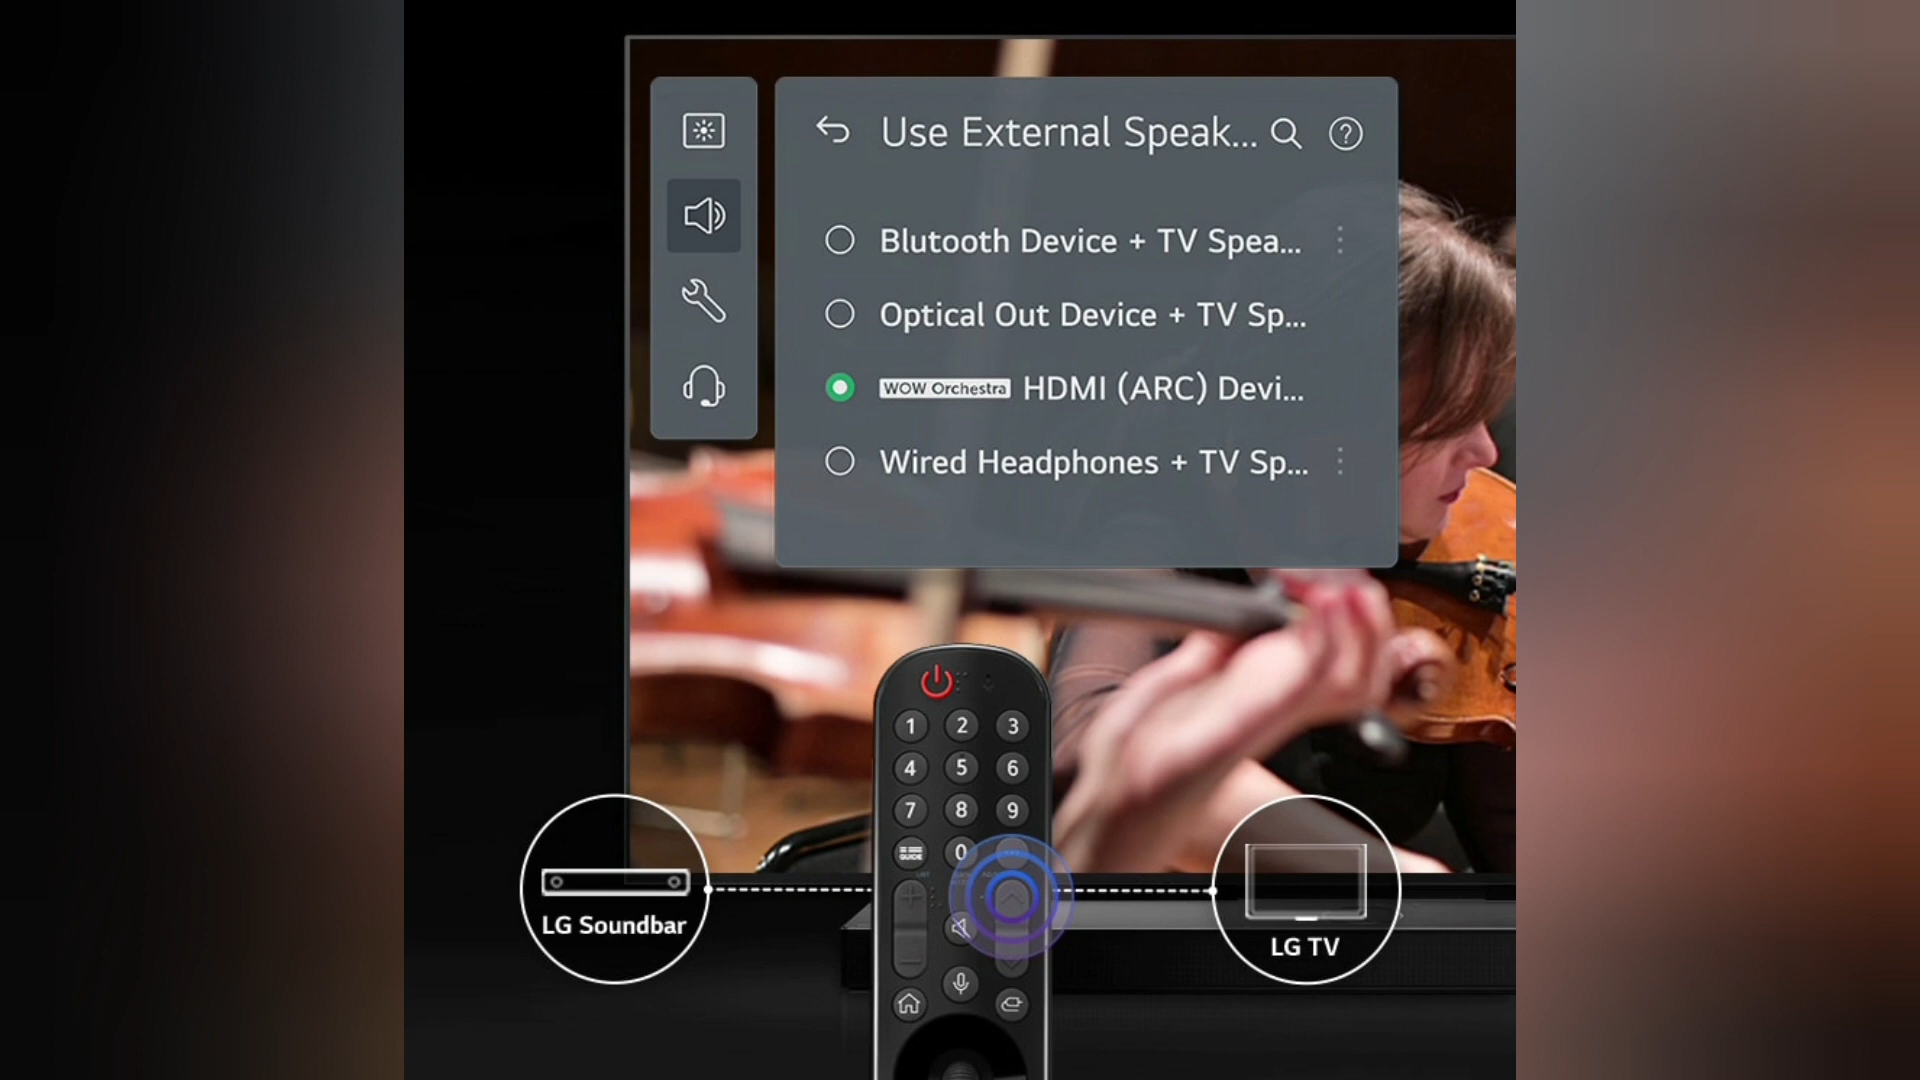 Use External Speak...
Blutooth Device + TV Spea...
Optical Out Device + TV Sp...
WOW Orchestra HDMI (ARC) Devi...
Wired Headphones + TV Sp...
1 2 3
4 5 6
7 8 9
GUIDE 0
LG Soundbar
LG TV